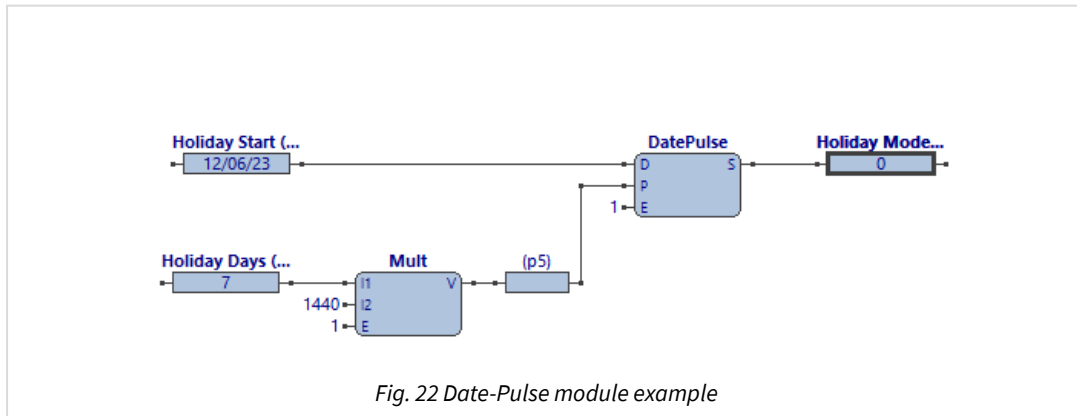 Holiday Start (...
12/06/23
DatePulse
D S
P
1 E
Holiday Mode...
0
Holiday Days (...
7
Mult
I1 V
1440 I2
1 E
(p5)
Fig. 22 Date-Pulse module example